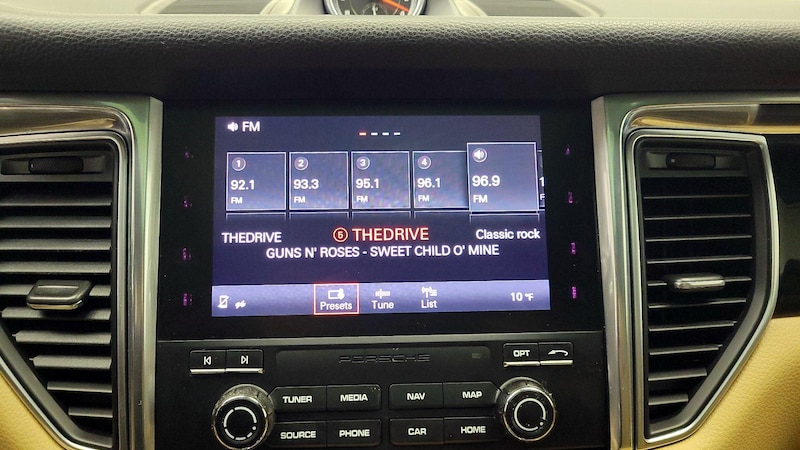 FM
1 2 3 4
92.1 93.3 95.1 96.1 96.9 1
FM FM FM FM FM
THEDRIVE 5 THEDRIVE Classic rock
GUNS N' ROSES - SWEET CHILD O' MINE
Presets Tune List 10 °F
PORSCHE
OPT
TUNER MEDIA NAV MAP
SOURCE PHONE CAR HOME